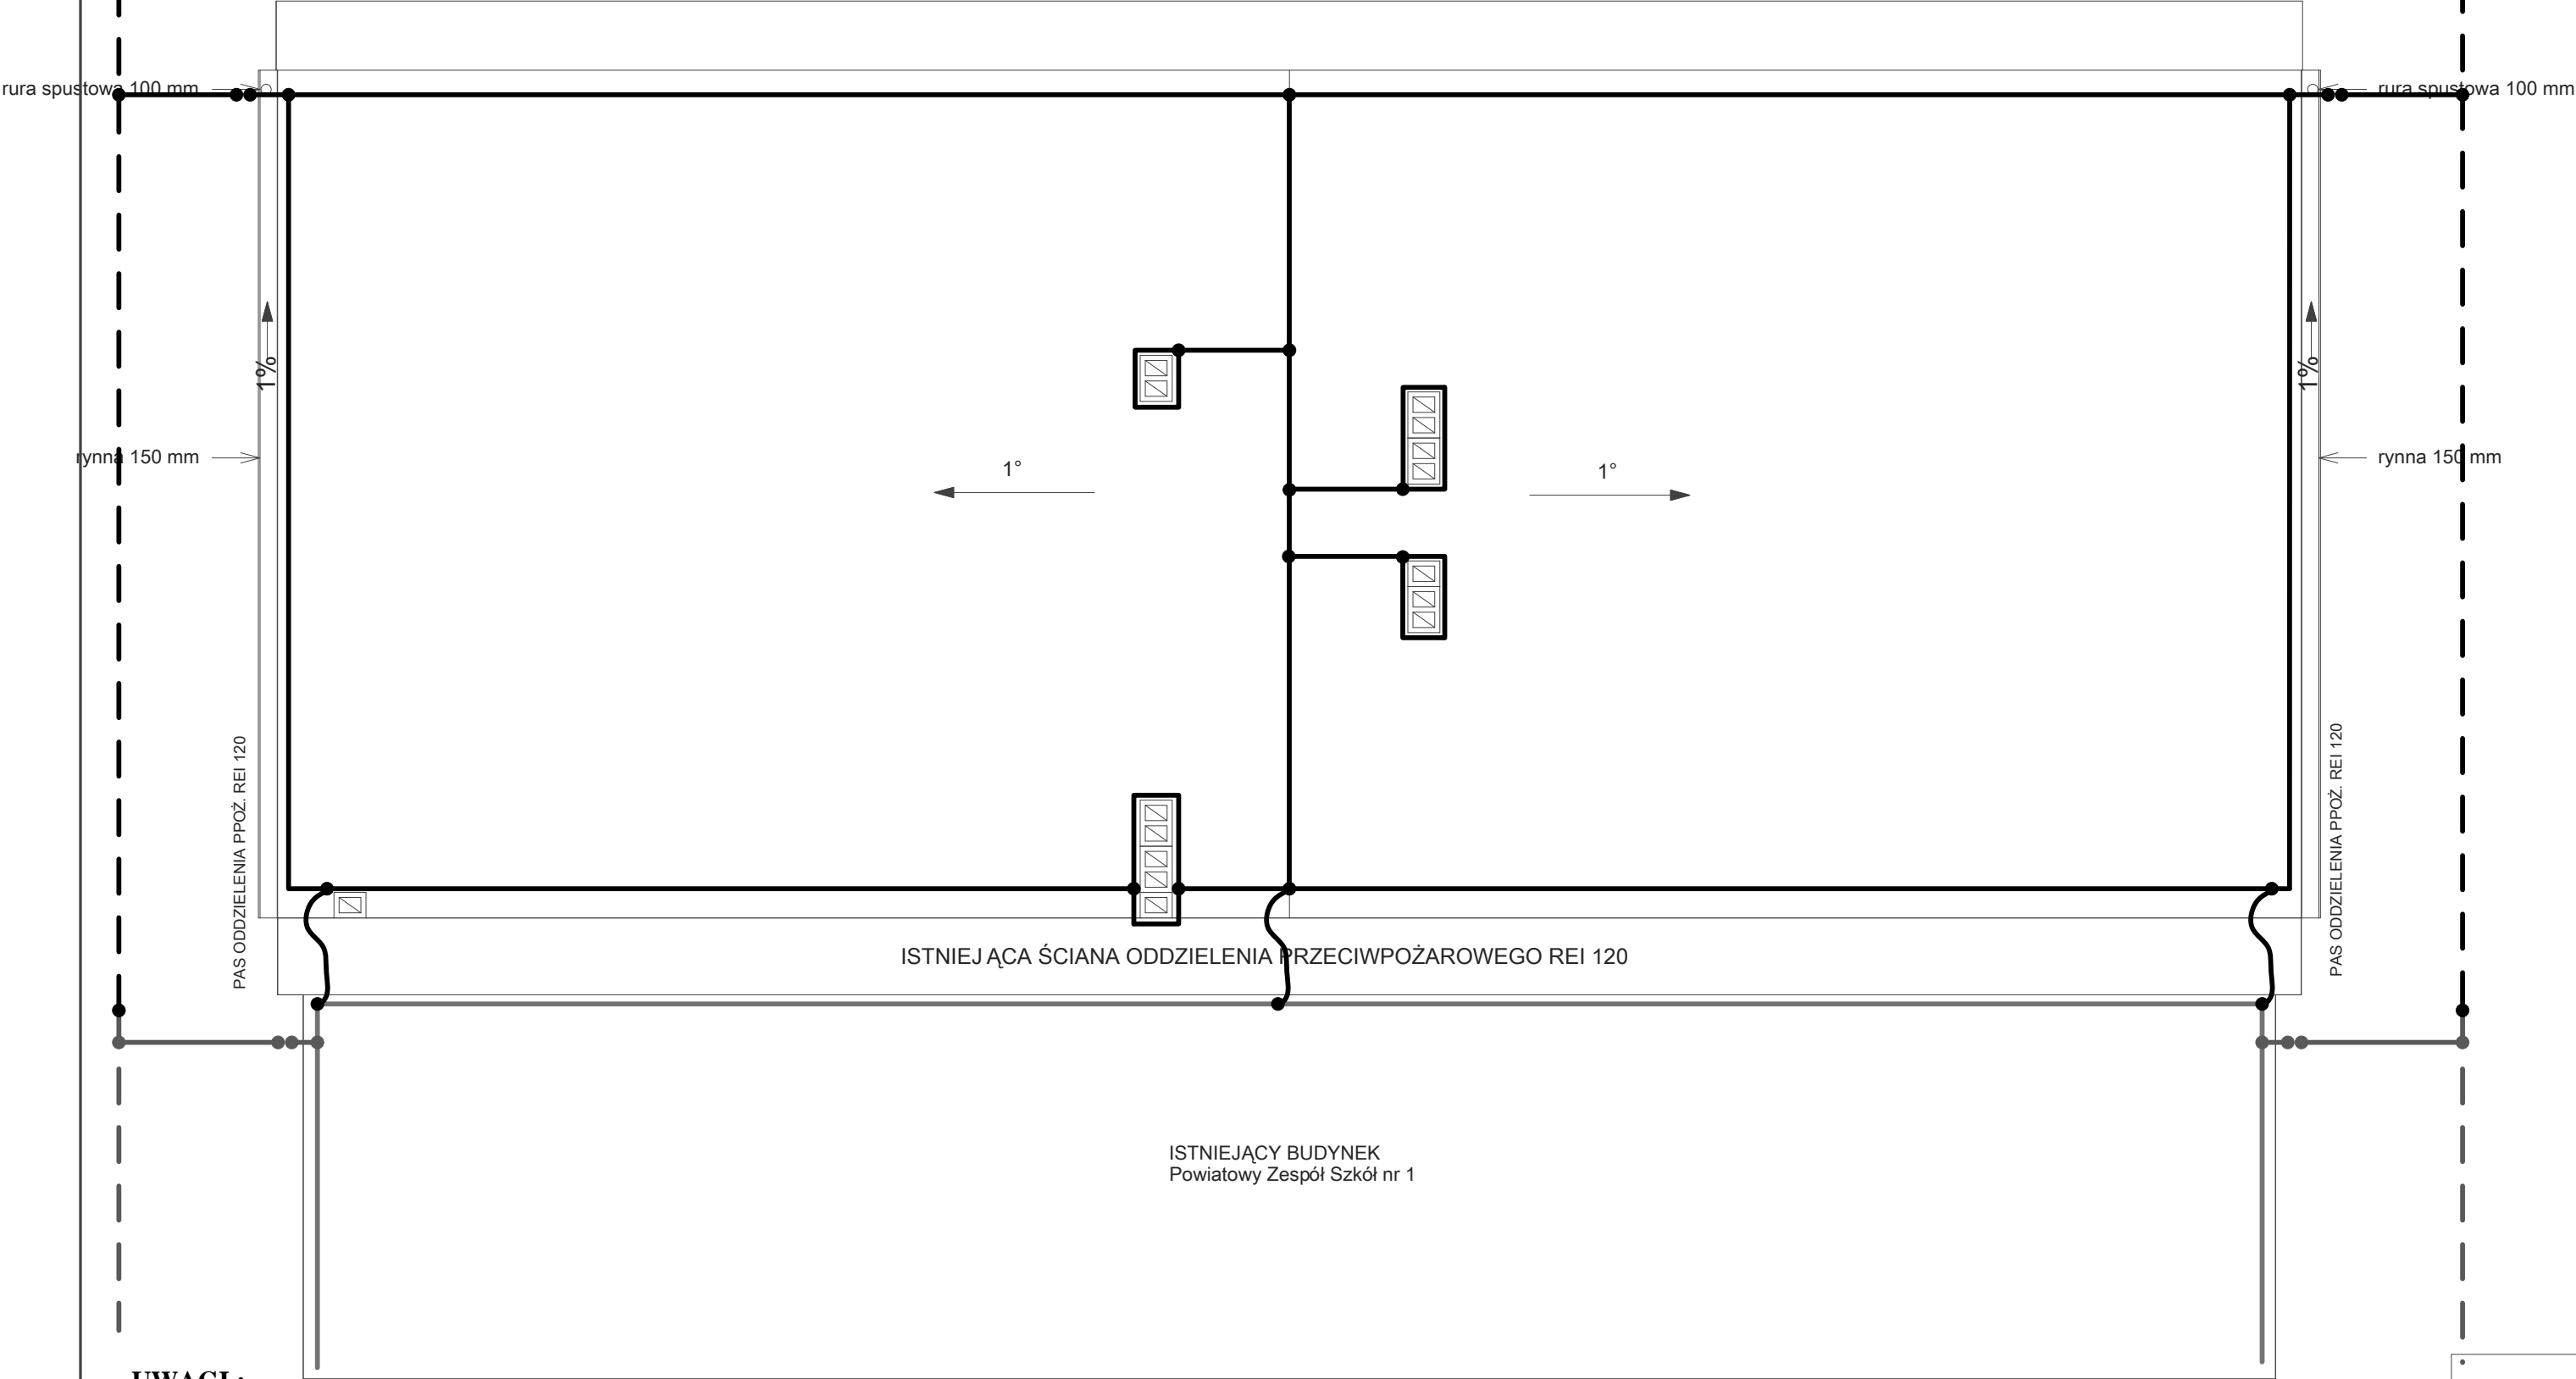 rura spustowa 100 mm
rura spustowa 100 mm
1%
1%
rynna 150 mm
1°
1°
rynna 150 mm
PAS ODDZIELENIA PPOŻ. REI 120
PAS ODDZIELENIA PPOŻ. REI 120
ISTNIEJĄCA ŚCIANA ODDZIELENIA PRZECIWPOŻAROWEGO REI 120
ISTNIEJĄCY BUDYNEK
Powiatowy Zespół Szkół nr 1
UWAGI: